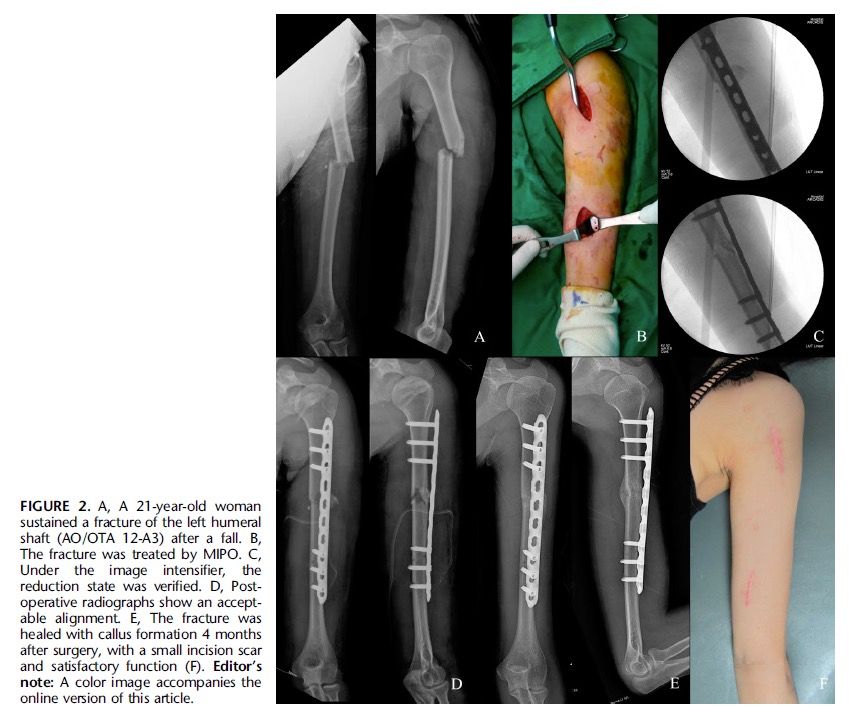 A
B
C
FIGURE 2. A, A 21-year-old woman
sustained a fracture of the left humeral
shaft (AO/OTA 12-A3) after a fall. B,
The fracture was treated by MIPO. C,
Under the image intensifier, the
reduction state was verified. D, Post-
operative radiographs show an accept-
able alignment. E, The fracture was
healed with callus formation 4 months
after surgery, with a small incision scar
and satisfactory function (F). Editor's
note: A color image accompanies the
online version of this article.
D
E
F